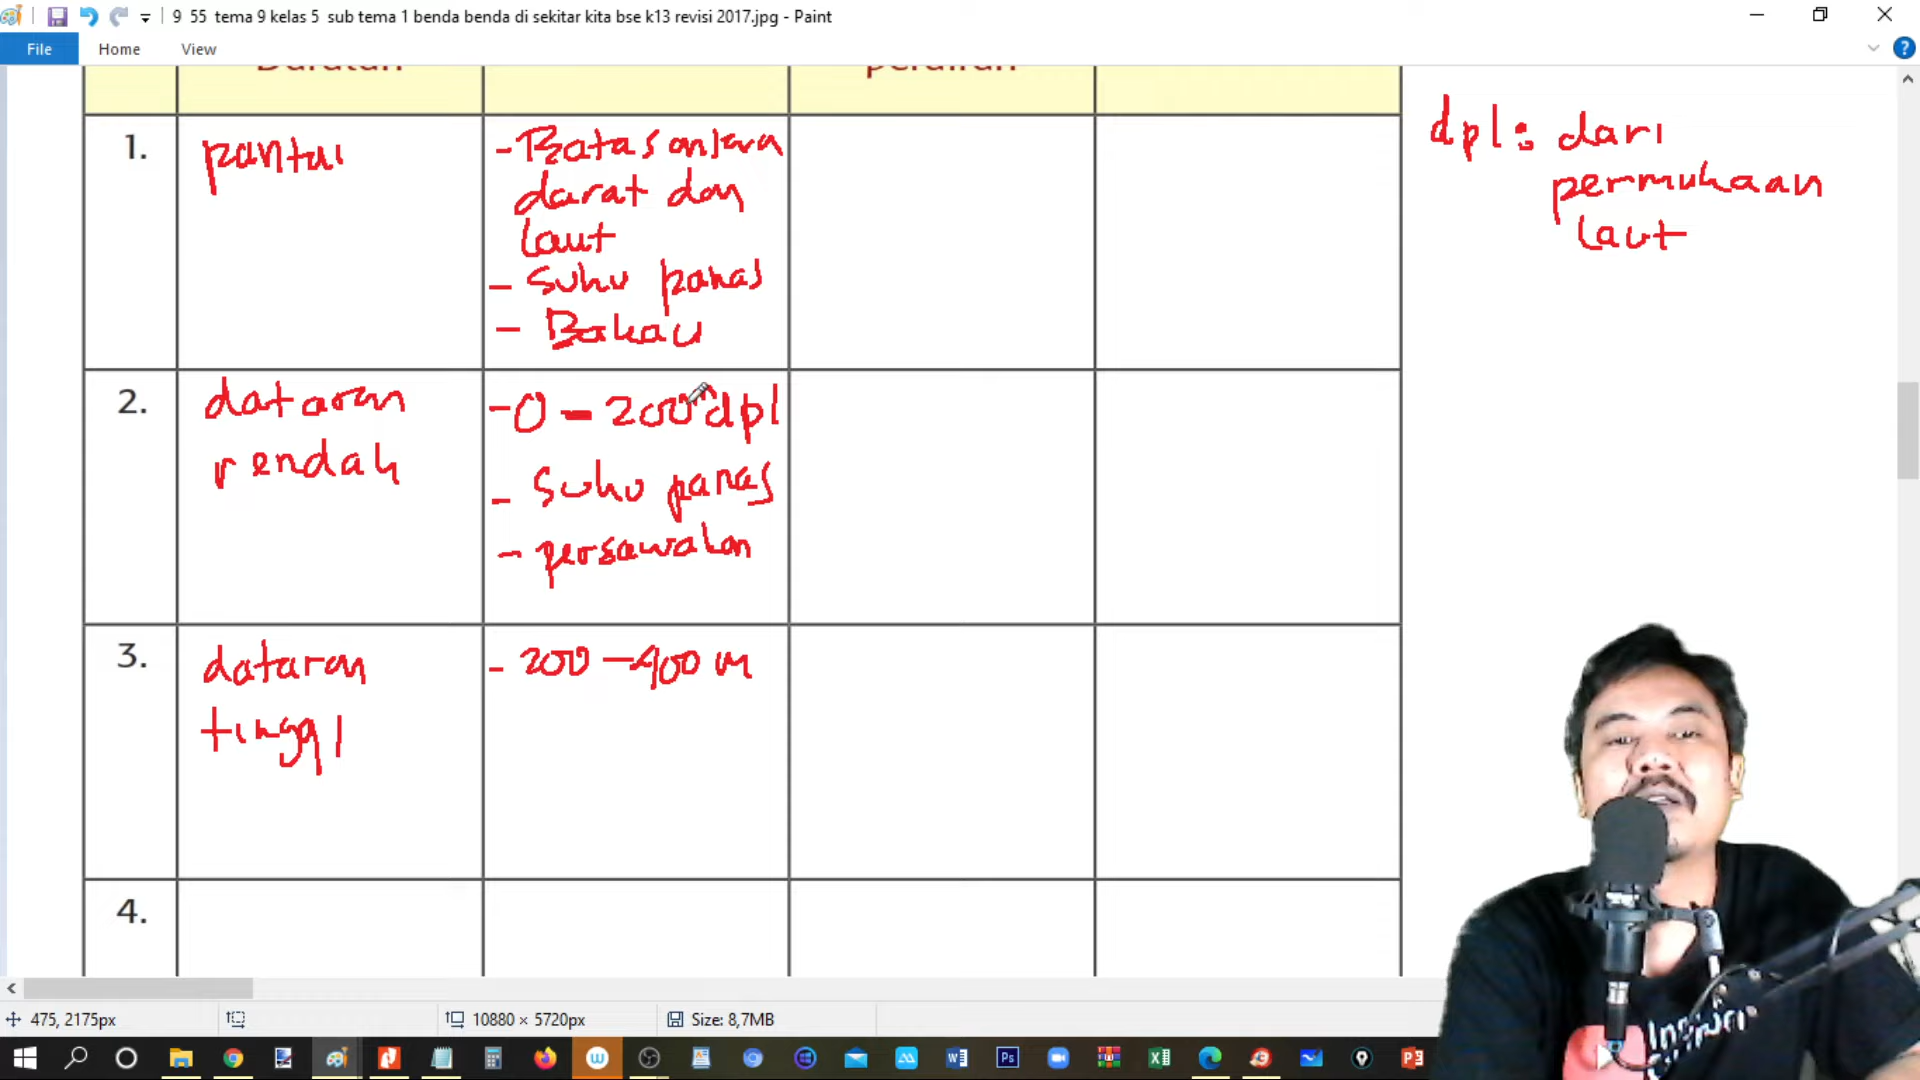 9 55 tema 9 kelas 5 sub tema 1 benda benda di sekitar kita bse k13 revisi 2017.jpg - Paint
File Home View
Daratan perairan
1. pantai - Batas antara
darat dan
laut
- Suhu panas
- Bakau
dpl : dari
permukaan
laut
2. dataran
rendah
- 0 - 200 m dpl
- Suhu panas
- persawahan
3. dataran
tinggi
- 200 - 400 m
4.
475, 2175px 10880 × 5720px Size: 8,7MB